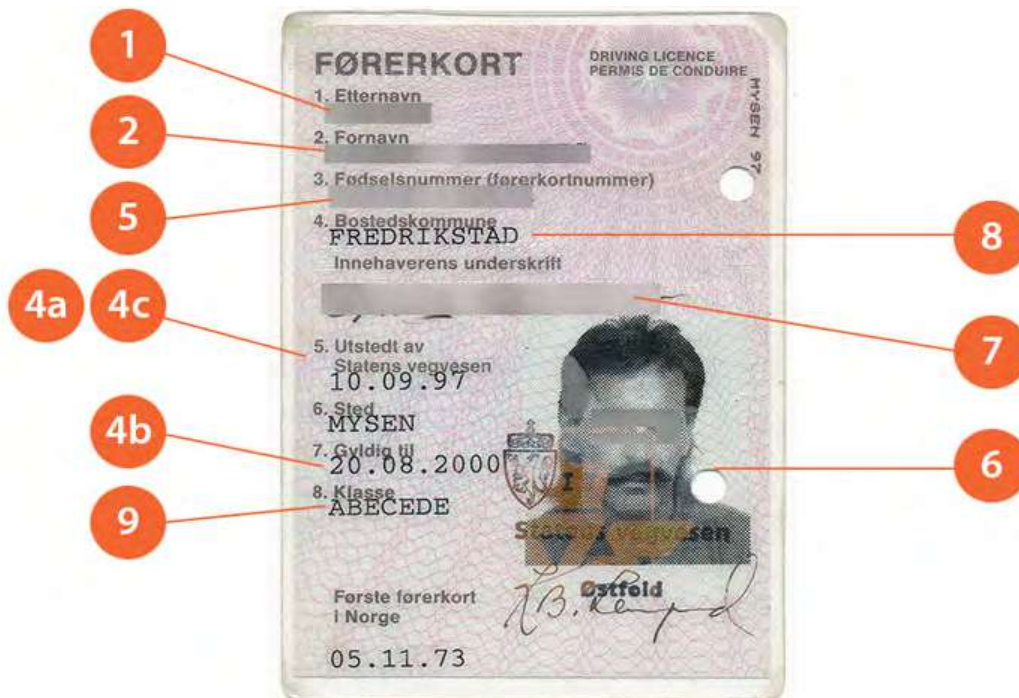 FØRERKORT
DRIVING LICENCE
PERMIS DE CONDUIRE
MYSEN 97
1
1. Etternavn
2
2. Fornavn
3. Fødselsnummer (førerkortnummer)
5
4. Bostedskommune
FREDRIKSTAD
8
Innehaverens underskrift
4a 4c
7
5. Utstedt av
Statens vegvesen
10.09.97
6. Sted
MYSEN
4b
7. Gyldig til
20.08.2000
6
8. Klasse
ABECEDE
9
I
Statens vegvesen
Østfold
Første førerkort
i Norge
05.11.73